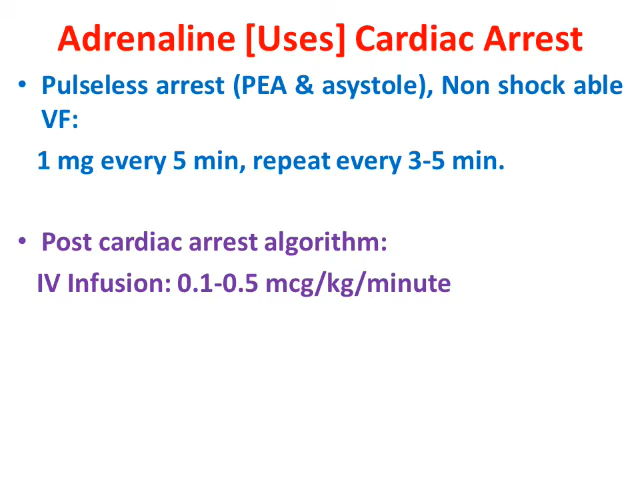 Adrenaline [Uses] Cardiac Arrest
• Pulseless arrest (PEA & asystole), Non shock able
VF:
1 mg every 5 min, repeat every 3-5 min.
• Post cardiac arrest algorithm:
IV Infusion: 0.1-0.5 mcg/kg/minute